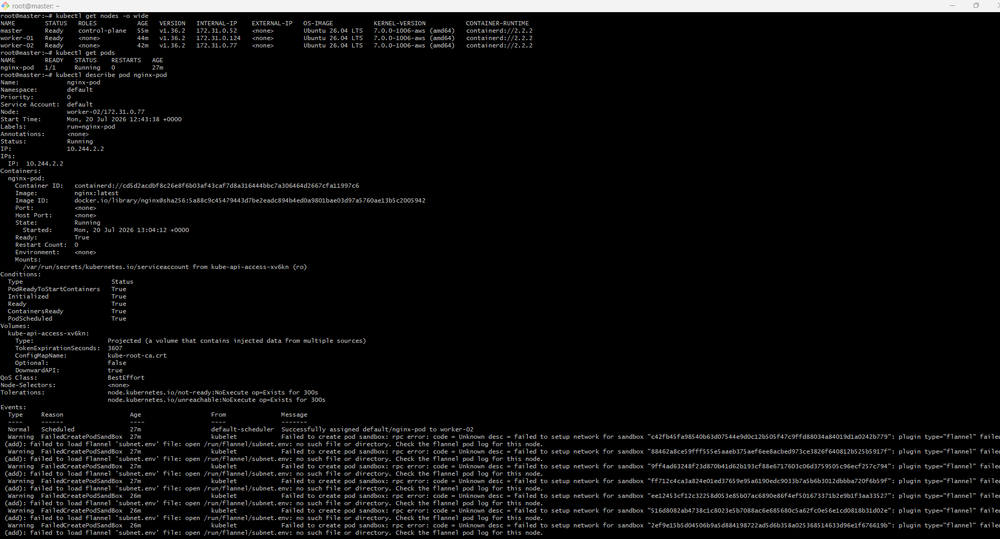 root@master: ~
root@master:~# kubectl get nodes -o wide
NAME        STATUS   ROLES           AGE   VERSION   INTERNAL-IP    EXTERNAL-IP   OS-IMAGE           KERNEL-VERSION           CONTAINER-RUNTIME
master      Ready    control-plane   55m   v1.36.2   172.31.0.52    <none>        Ubuntu 26.04 LTS   7.0.0-1006-aws (amd64)   containerd://2.2.2
worker-01   Ready    <none>          44m   v1.36.2   172.31.0.124   <none>        Ubuntu 26.04 LTS   7.0.0-1006-aws (amd64)   containerd://2.2.2
worker-02   Ready    <none>          42m   v1.36.2   172.31.0.77    <none>        Ubuntu 26.04 LTS   7.0.0-1006-aws (amd64)   containerd://2.2.2
root@master:~# kubectl get pods
NAME        READY   STATUS    RESTARTS   AGE
nginx-pod   1/1     Running   0          27m
root@master:~# kubectl describe pod nginx-pod
Name:             nginx-pod
Namespace:        default
Priority:         0
Service Account:  default
Node:             worker-02/172.31.0.77
Start Time:       Mon, 20 Jul 2026 12:43:38 +0000
Labels:           run=nginx-pod
Annotations:      <none>
Status:           Running
IP:               10.244.2.2
IPs:
  IP:  10.244.2.2
Containers:
  nginx-pod:
    Container ID:   containerd://cd5d2acdbf8c26e8f6b03af43caf7d8a316444bbc7a306464d2667cfa11997c6
    Image:          nginx:latest
    Image ID:       docker.io/library/nginx@sha256:5a88c9c45479443d7be2eadc894b4ed0a9801bae03d97a5760ae13b5c2005942
    Port:           <none>
    Host Port:      <none>
    State:          Running
      Started:      Mon, 20 Jul 2026 13:04:12 +0000
    Ready:          True
    Restart Count:  0
    Environment:    <none>
    Mounts:
      /var/run/secrets/kubernetes.io/serviceaccount from kube-api-access-xv6kn (ro)
Conditions:
  Type                        Status
  PodReadyToStartContainers   True
  Initialized                 True
  Ready                       True
  ContainersReady             True
  PodScheduled                True
Volumes:
  kube-api-access-xv6kn:
    Type:                    Projected (a volume that contains injected data from multiple sources)
    TokenExpirationSeconds:  3607
    ConfigMapName:           kube-root-ca.crt
    Optional:                false
    DownwardAPI:             true
QoS Class:                   BestEffort
Node-Selectors:              <none>
Tolerations:                 node.kubernetes.io/not-ready:NoExecute op=Exists for 300s
                             node.kubernetes.io/unreachable:NoExecute op=Exists for 300s
Events:
  Type     Reason                  Age                   From               Message
  ----     ------                  ----                  ----               -------
  Normal   Scheduled               27m                   default-scheduler  Successfully assigned default/nginx-pod to worker-02
  Warning  FailedCreatePodSandBox  27m                   kubelet            Failed to create pod sandbox: rpc error: code = Unknown desc = failed to setup network for sandbox "c42fb45fa98540b63d07544e9d0c12b505f47c9ffd88034a84019d1a0242b779": plugin type="flannel" failed
 (add): failed to load flannel 'subnet.env' file: open /run/flannel/subnet.env: no such file or directory. Check the flannel pod log for this node.
  Warning  FailedCreatePodSandBox  27m                   kubelet            Failed to create pod sandbox: rpc error: code = Unknown desc = failed to setup network for sandbox "88462a8ce59fff555e5aaeb375aef6ee8acbed973ce3826f640812b525b5917f": plugin type="flannel" failed
 (add): failed to load flannel 'subnet.env' file: open /run/flannel/subnet.env: no such file or directory. Check the flannel pod log for this node.
  Warning  FailedCreatePodSandBox  27m                   kubelet            Failed to create pod sandbox: rpc error: code = Unknown desc = failed to setup network for sandbox "9ff4ad63248f23d870b41d62b193cf88e6717603c06d3759505c96ecf257c794": plugin type="flannel" failed
 (add): failed to load flannel 'subnet.env' file: open /run/flannel/subnet.env: no such file or directory. Check the flannel pod log for this node.
  Warning  FailedCreatePodSandBox  27m                   kubelet            Failed to create pod sandbox: rpc error: code = Unknown desc = failed to setup network for sandbox "ff712c4ca3a824e01ed37659e95a6190edc9033b7a5b6b3012dbbba720f6b59f": plugin type="flannel" failed
 (add): failed to load flannel 'subnet.env' file: open /run/flannel/subnet.env: no such file or directory. Check the flannel pod log for this node.
  Warning  FailedCreatePodSandBox  26m                   kubelet            Failed to create pod sandbox: rpc error: code = Unknown desc = failed to setup network for sandbox "ee12453cf12c32258d053e85b07ac6890e86f4ef501673371b2e9b1f3aa33527": plugin type="flannel" failed
 (add): failed to load flannel 'subnet.env' file: open /run/flannel/subnet.env: no such file or directory. Check the flannel pod log for this node.
  Warning  FailedCreatePodSandBox  26m                   kubelet            Failed to create pod sandbox: rpc error: code = Unknown desc = failed to setup network for sandbox "516d8082ab4738c1c8023e5b7088ac6e685680c5a62fc0e56e1cd0818b31d02e": plugin type="flannel" failed
 (add): failed to load flannel 'subnet.env' file: open /run/flannel/subnet.env: no such file or directory. Check the flannel pod log for this node.
  Warning  FailedCreatePodSandBox  26m                   kubelet            Failed to create pod sandbox: rpc error: code = Unknown desc = failed to setup network for sandbox "2ef9e15b5d04506b9a5d884198722ad5d6b358a025368514633d96e1f676619b": plugin type="flannel" failed
 (add): failed to load flannel 'subnet.env' file: open /run/flannel/subnet.env: no such file or directory. Check the flannel pod log for this node.